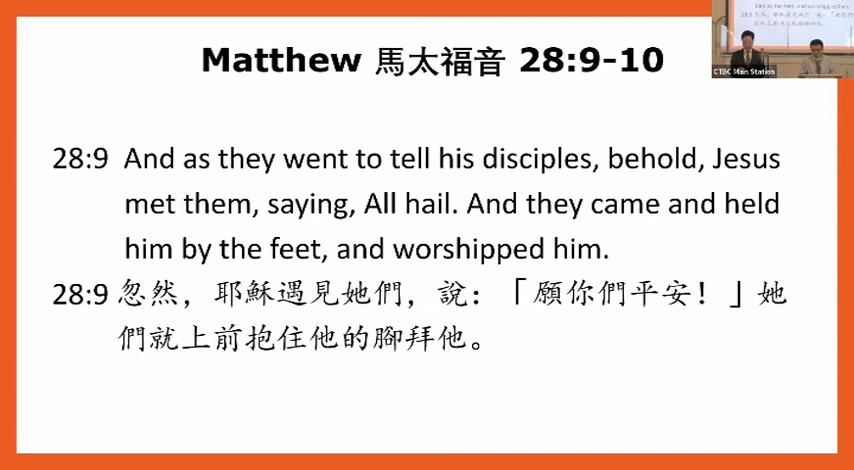 Matthew 馬太福音 28:9-10
28:9 And as they went to tell his disciples, behold, Jesus
met them, saying, All hail. And they came and held
him by the feet, and worshipped him.
28:9 忽然，耶穌遇見她們，說：「願你們平安！」她
們就上前抱住他的腳拜他。
CTBC Main Station